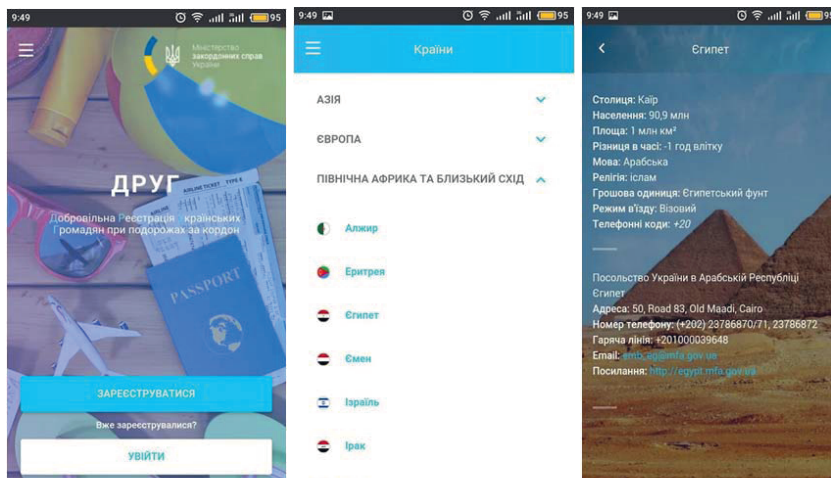 9:49
95
Міністерство
закордонних справ
України
ДРУГ
AIRLINE TICKET TYPE E
Добровільна Реєстрація країнських
Громадян при подорожах за кордон
PASSPORT
ЗАРЕЄСТРУВАТИСЯ
Вже зареєструвалися?
УВІЙТИ
9:49
95
Країни
АЗІЯ
ЄВРОПА
ПІВНІЧНА АФРИКА ТА БЛИЗЬКИЙ СХІД
Алжир
Еритрея
Єгипет
Ємен
Ізраїль
Ірак
9:49
95
Єгипет
Столиця: Каїр
Населення: 90,9 млн
Площа: 1 млн км²
Різниця в часі: -1 год влітку
Мова: Арабська
Релігія: іслам
Грошова одиниця: Єгипетський фунт
Режим в'їзду: Візовий
Телефонні коди: +20
Посольство України в Арабській Республіці
Єгипет
Адреса: 50, Road 83, Old Maadi, Cairo
Номер телефону: (+202) 23786870/71, 23786872
Гаряча лінія: +201000039648
Email: emb_eg@mfa.gov.ua
Посилання: http://egypt.mfa.gov.ua